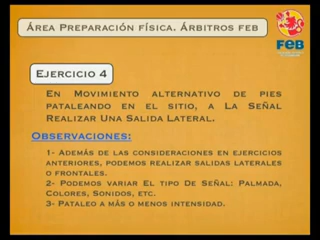 Área Preparación física. Árbitros feb
FEB
Ejercicio 4
En Movimiento alternativo de pies
pataleando en el sitio, a La Señal
Realizar Una Salida Lateral.
Observaciones:
1- Además de las consideraciones en ejercicios
anteriores, podemos realizar salidas laterales
o frontales.
2- Podemos variar El tipo De Señal: Palmada,
Colores, Sonidos, etc.
3- Pataleo a más o menos intensidad.